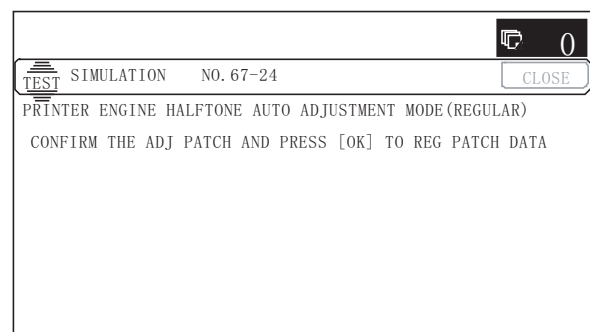 0
TEST SIMULATION NO.67-24 CLOSE
PRINTER ENGINE HALFTONE AUTO ADJUSTMENT MODE(REGULAR)
CONFIRM THE ADJ PATCH AND PRESS [OK] TO REG PATCH DATA